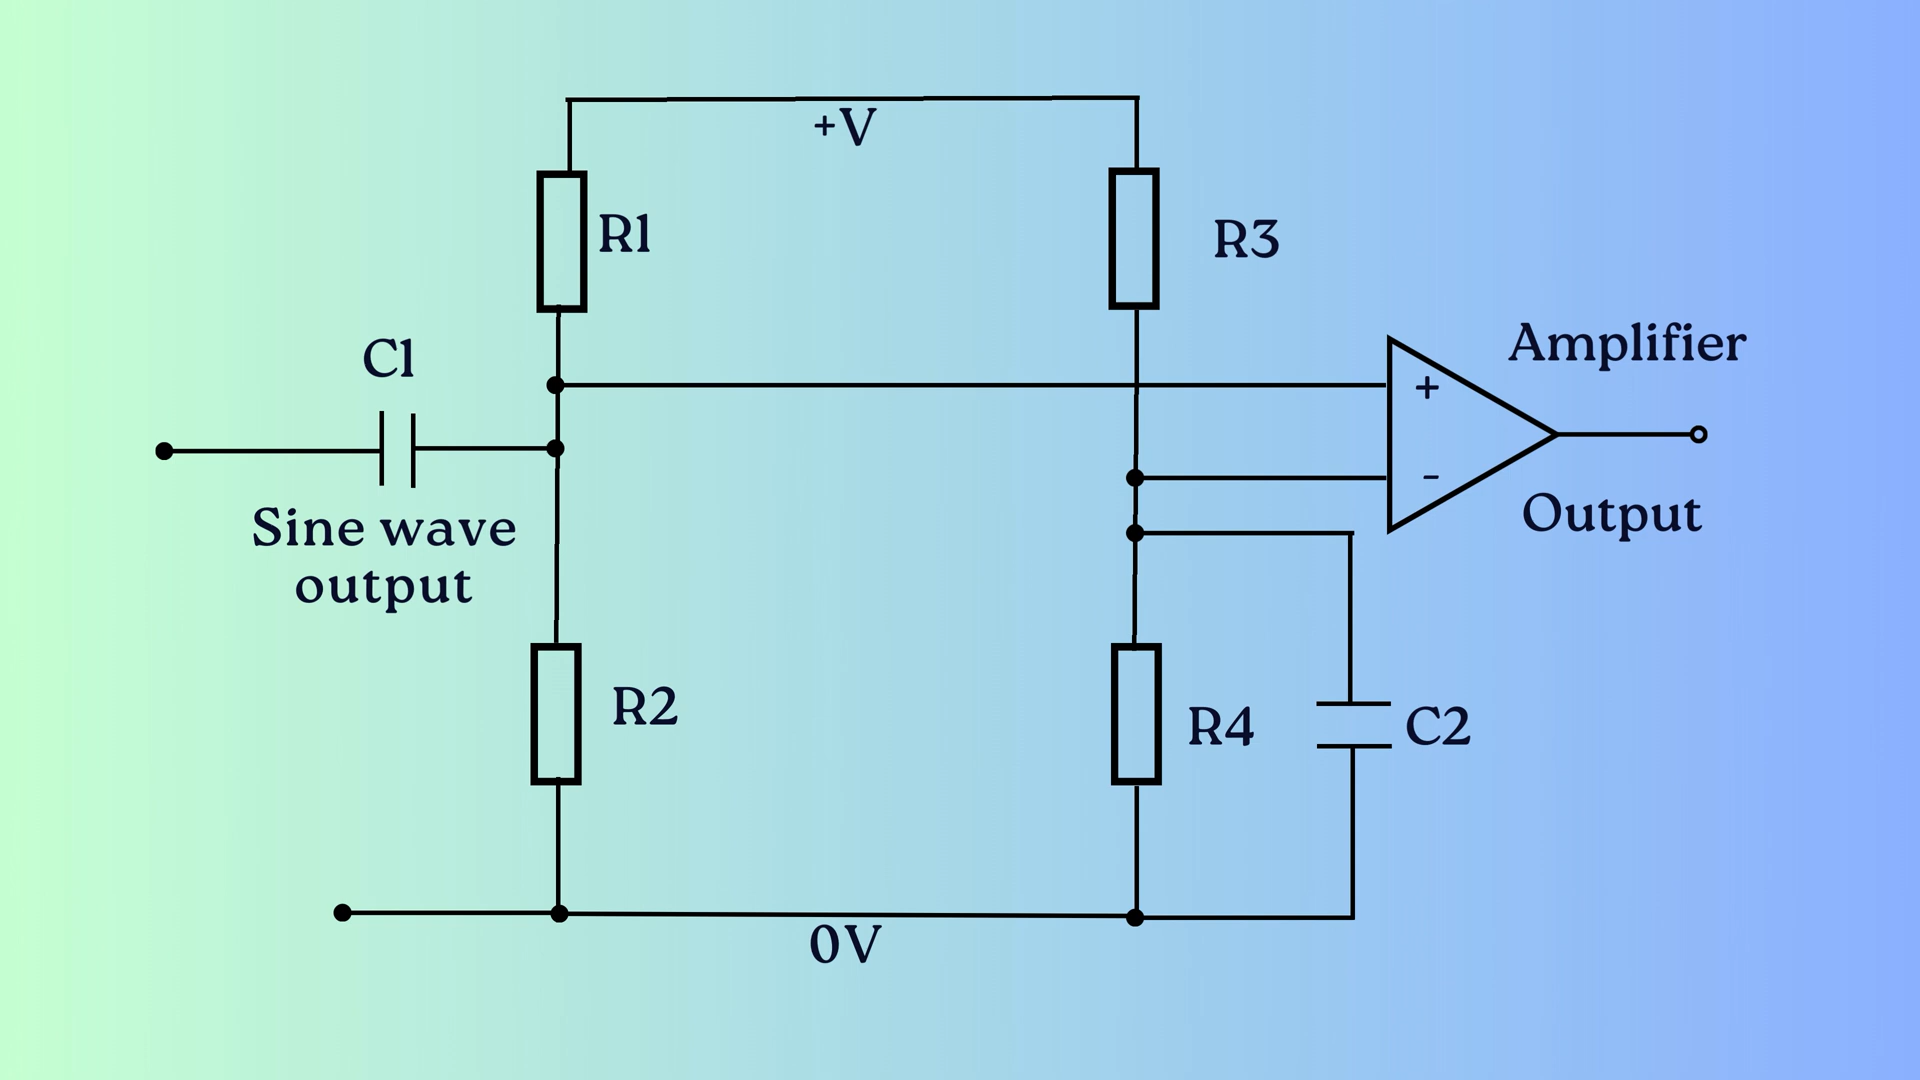 +V
R1
R3
C1
Amplifier
+
-
Output
Sine wave
output
R2
R4
C2
0V